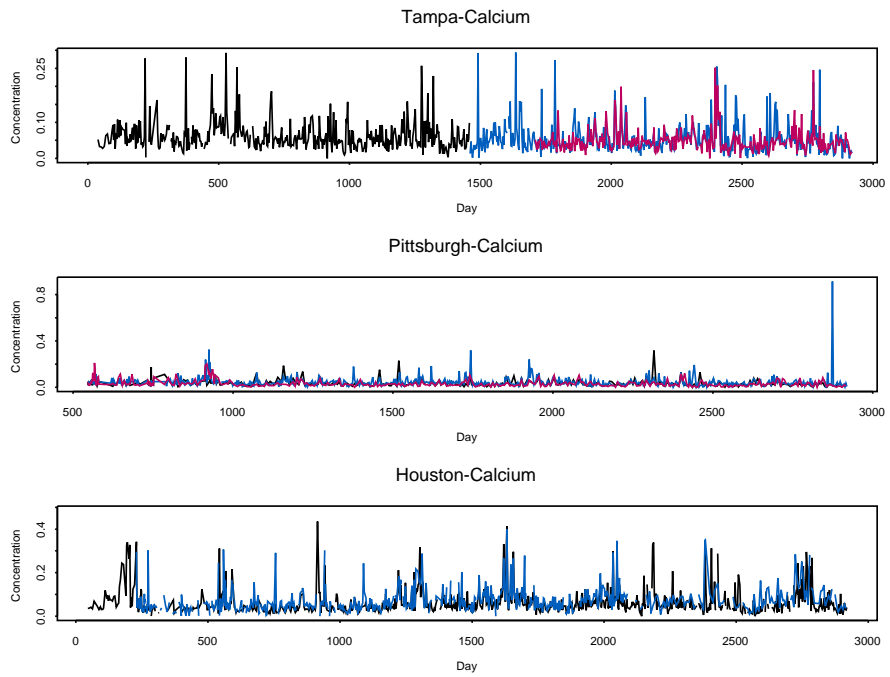 Tampa-Calcium
Concentration
0.25
0.10
0.0
0 500 1000 1500 2000 2500 3000
Day
Pittsburgh-Calcium
Concentration
0.8
0.4
0.0
500 1000 1500 2000 2500 3000
Day
Houston-Calcium
Concentration
0.4
0.2
0.0
0 500 1000 1500 2000 2500 3000
Day